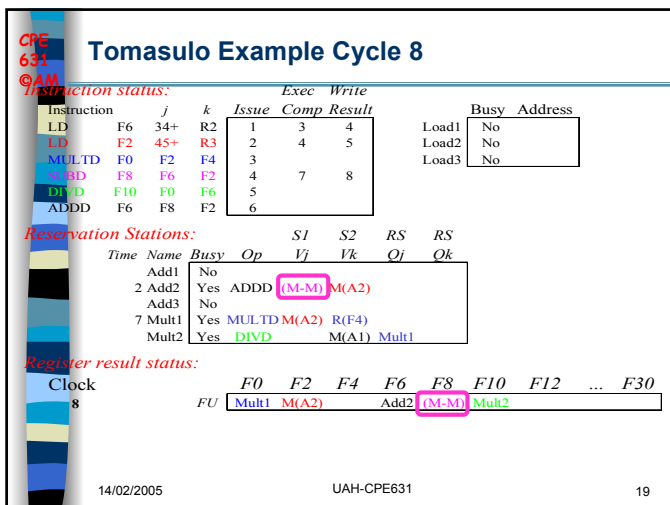 CPE
631
©AM
Tomasulo Example Cycle 8
Instruction status: Exec Write
Instruction j k Issue Comp Result Busy Address
LD F6 34+ R2 1 3 4 Load1 No
LD F2 45+ R3 2 4 5 Load2 No
MULTD F0 F2 F4 3 Load3 No
SUBD F8 F6 F2 4 7 8
DIVD F10 F0 F6 5
ADDD F6 F8 F2 6
Reservation Stations: S1 S2 RS RS
Time Name Busy Op Vj Vk Qj Qk
Add1 No
2 Add2 Yes ADDD (M-M) M(A2)
Add3 No
7 Mult1 Yes MULTD M(A2) R(F4)
Mult2 Yes DIVD M(A1) Mult1
Register result status:
Clock F0 F2 F4 F6 F8 F10 F12 ... F30
8 FU Mult1 M(A2) Add2 (M-M) Mult2
14/02/2005 UAH-CPE631 19